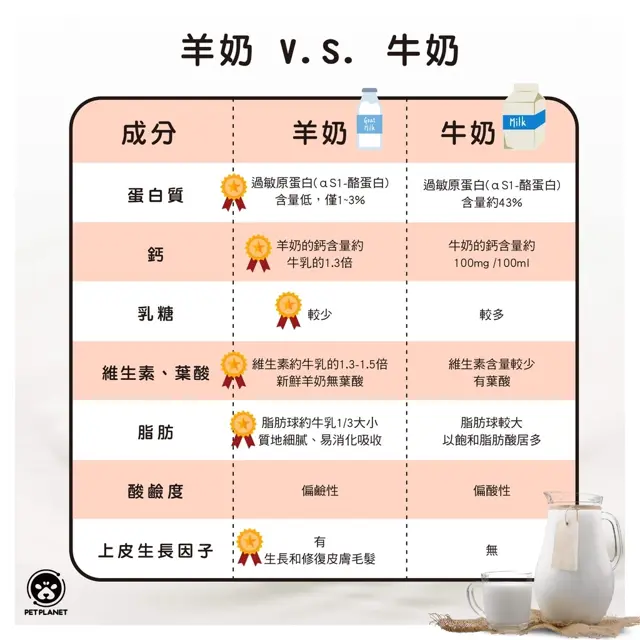 羊奶 V.S. 牛奶
成分
羊奶
Goat
Milk
牛奶
Milk
蛋白質
過敏原蛋白(αS1-酪蛋白)
含量低，僅1~3%
過敏原蛋白(αS1-酪蛋白)
含量約43%
鈣
羊奶的鈣含量約
牛乳的1.3倍
牛奶的鈣含量約
100mg /100ml
乳糖
較少
較多
維生素、葉酸
維生素約牛乳的1.3-1.5倍
新鮮羊奶無葉酸
維生素含量較少
有葉酸
脂肪
脂肪球約牛乳1/3大小
質地細膩、易消化吸收
脂肪球較大
以飽和脂肪酸居多
酸鹼度
偏鹼性
偏酸性
上皮生長因子
有
生長和修復皮膚毛髮
無
PETPLANET